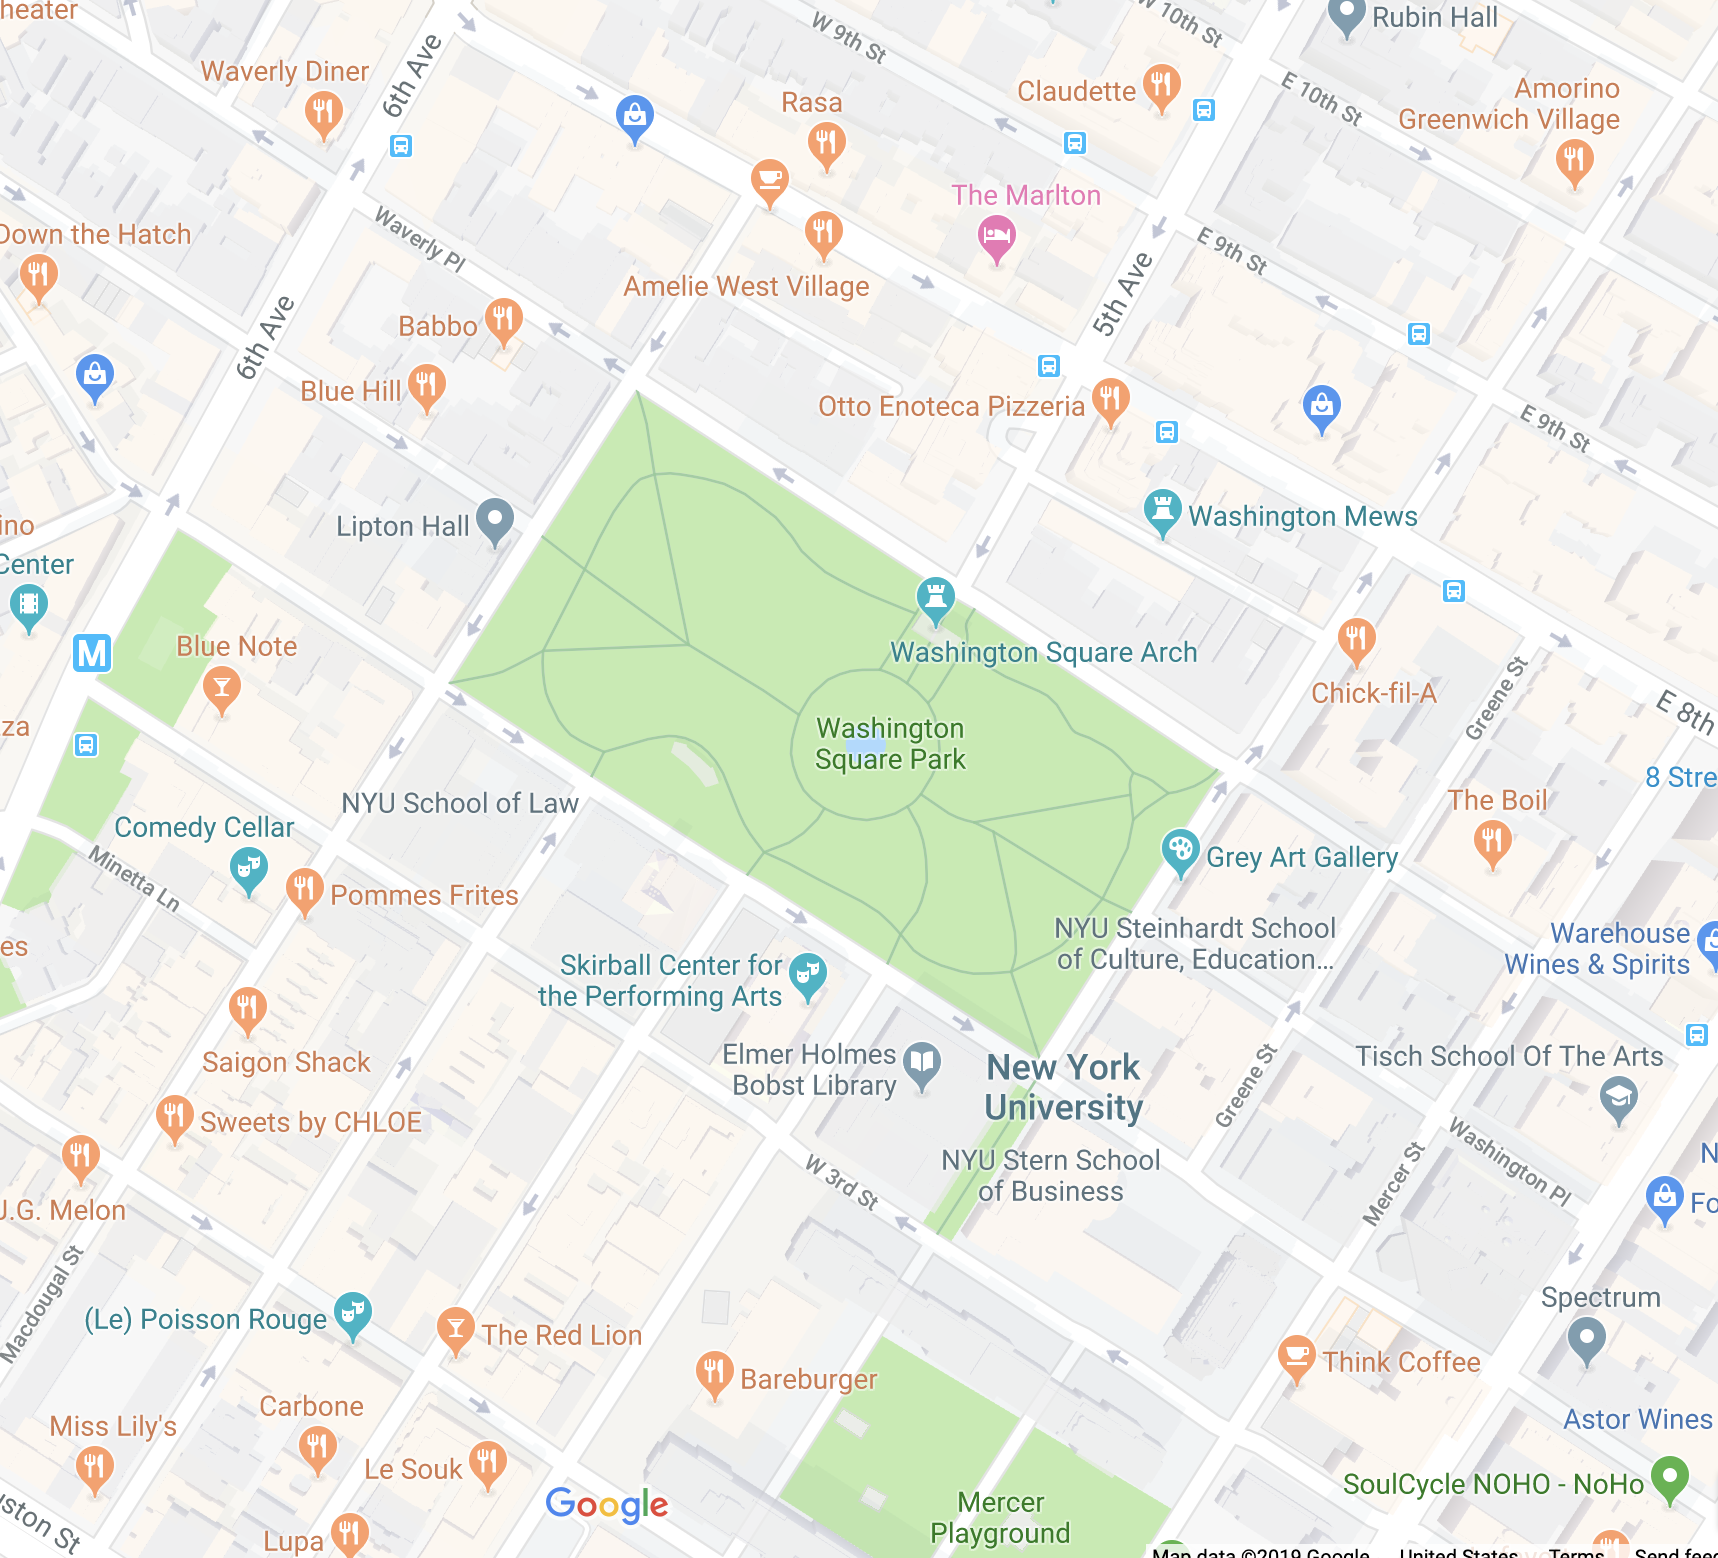 heater
W 9th St
W 10th St
Rubin Hall
Waverly Diner
6th Ave
Rasa
Claudette
E 10th St
Amorino
Greenwich Village
The Marlton
Down the Hatch
Waverly Pl
E 9th St
Amelie West Village
5th Ave
Babbo
6th Ave
Blue Hill
Otto Enoteca Pizzeria
E 9th St
Lipton Hall
Washington Mews
ino
Center
M
Blue Note
Washington Square Arch
Chick-fil-A
Greene St
E 8th
za
Washington
Square Park
8 Stre
NYU School of Law
The Boil
Comedy Cellar
Minetta Ln
Grey Art Gallery
Pommes Frites
NYU Steinhardt School
of Culture, Education...
Warehouse
Wines & Spirits
es
Skirball Center for
the Performing Arts
Saigon Shack
Elmer Holmes
Bobst Library
New York
University
Greene St
Tisch School Of The Arts
Sweets by CHLOE
NYU Stern School
of Business
W 3rd St
Mercer St
Washington Pl
N
Fo
J.G. Melon
Macdougal St
(Le) Poisson Rouge
The Red Lion
Spectrum
Think Coffee
Bareburger
Carbone
Miss Lily's
Astor Wines
Le Souk
SoulCycle NOHO - NoHo
Google
Mercer
Playground
uston St
Lupa
Map data ©2019 Google
United States
Terms
Send feed